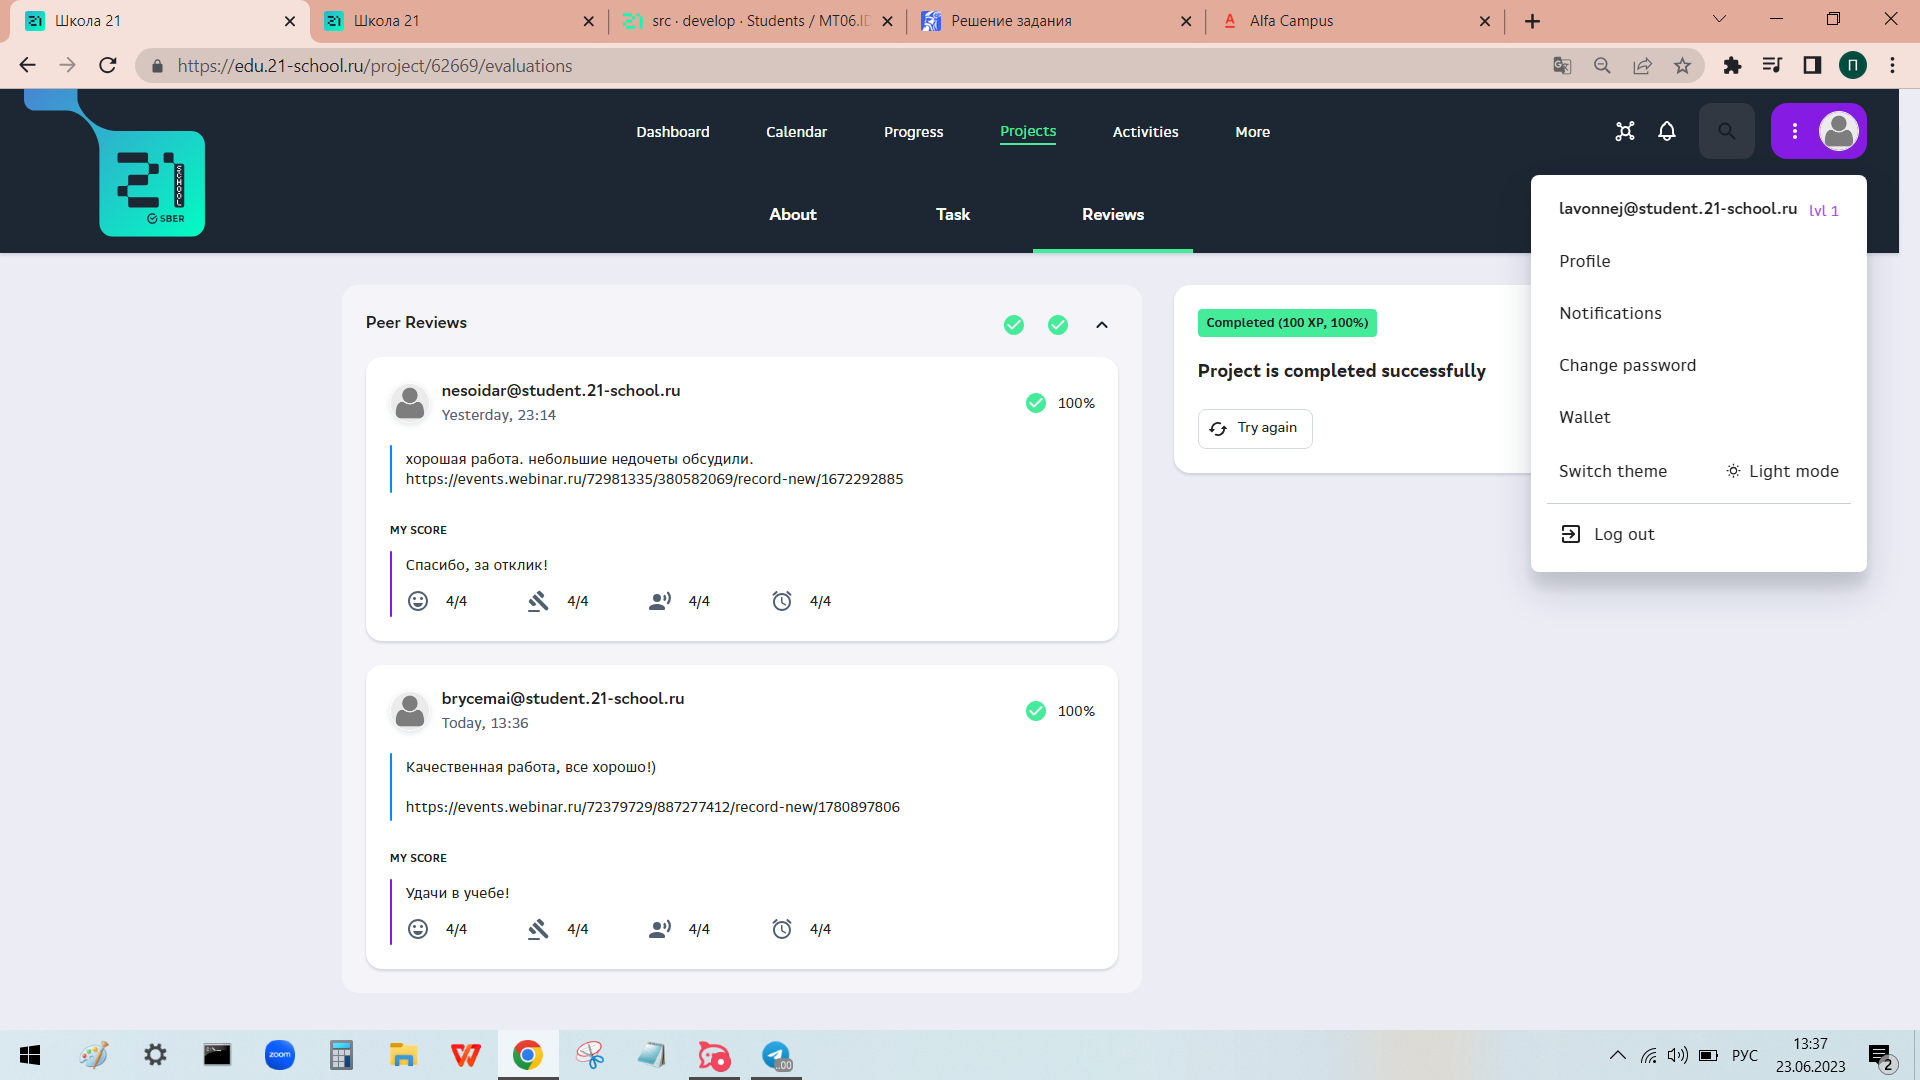 Школа 21
Школа 21
src · develop · Students / MT06.ID
Решение задания
Alfa Campus
https://edu.21-school.ru/project/62669/evaluations
П
21
SCHOOL
SBER
Dashboard
Calendar
Progress
Projects
Activities
More
About
Task
Reviews
lavonnej@student.21-school.ru lvl 1
Profile
Notifications
Change password
Wallet
Switch theme Light mode
Log out
Peer Reviews
nesoidar@student.21-school.ru
Yesterday, 23:14
100%
хорошая работа. небольшие недочеты обсудили.
https://events.webinar.ru/72981335/380582069/record-new/1672292885
MY SCORE
Спасибо, за отклик!
4/4 4/4 4/4 4/4
brycemai@student.21-school.ru
Today, 13:36
100%
Качественная работа, все хорошо!)
https://events.webinar.ru/72379729/887277412/record-new/1780897806
MY SCORE
Удачи в учебе!
4/4 4/4 4/4 4/4
Completed (100 XP, 100%)
Project is completed successfully
Try again
zoom
.00
РУС
13:37
23.06.2023
2